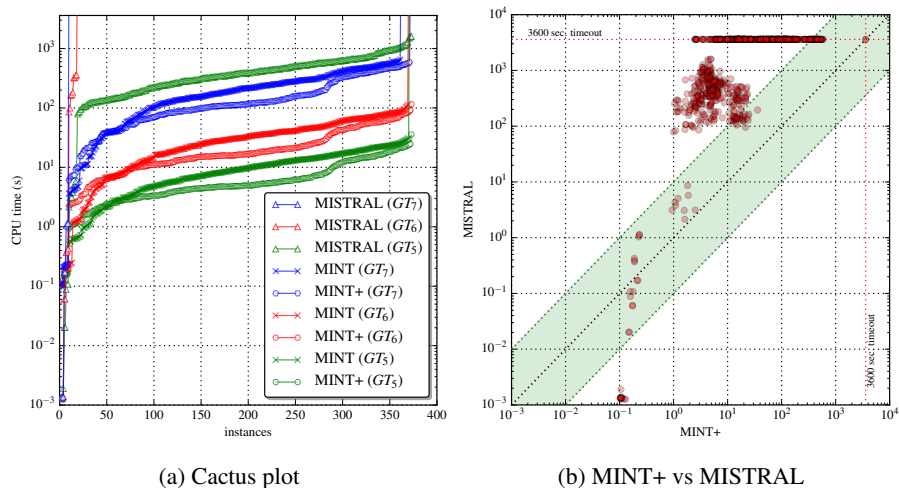 10³
10²
10¹
10⁰
10⁻¹
10⁻²
10⁻³
CPU time (s)
0 50 100 150 200 250 300 350 400
instances
MISTRAL (GT₇)
MISTRAL (GT₆)
MISTRAL (GT₅)
MINT (GT₇)
MINT+ (GT₇)
MINT (GT₆)
MINT+ (GT₆)
MINT (GT₅)
MINT+ (GT₅)
(a) Cactus plot
10⁴
10³
10²
10¹
10⁰
10⁻¹
10⁻²
10⁻³
MISTRAL
3600 sec. timeout
3600 sec. timeout
10⁻³ 10⁻² 10⁻¹ 10⁰ 10¹ 10² 10³ 10⁴
MINT+
(b) MINT+ vs MISTRAL